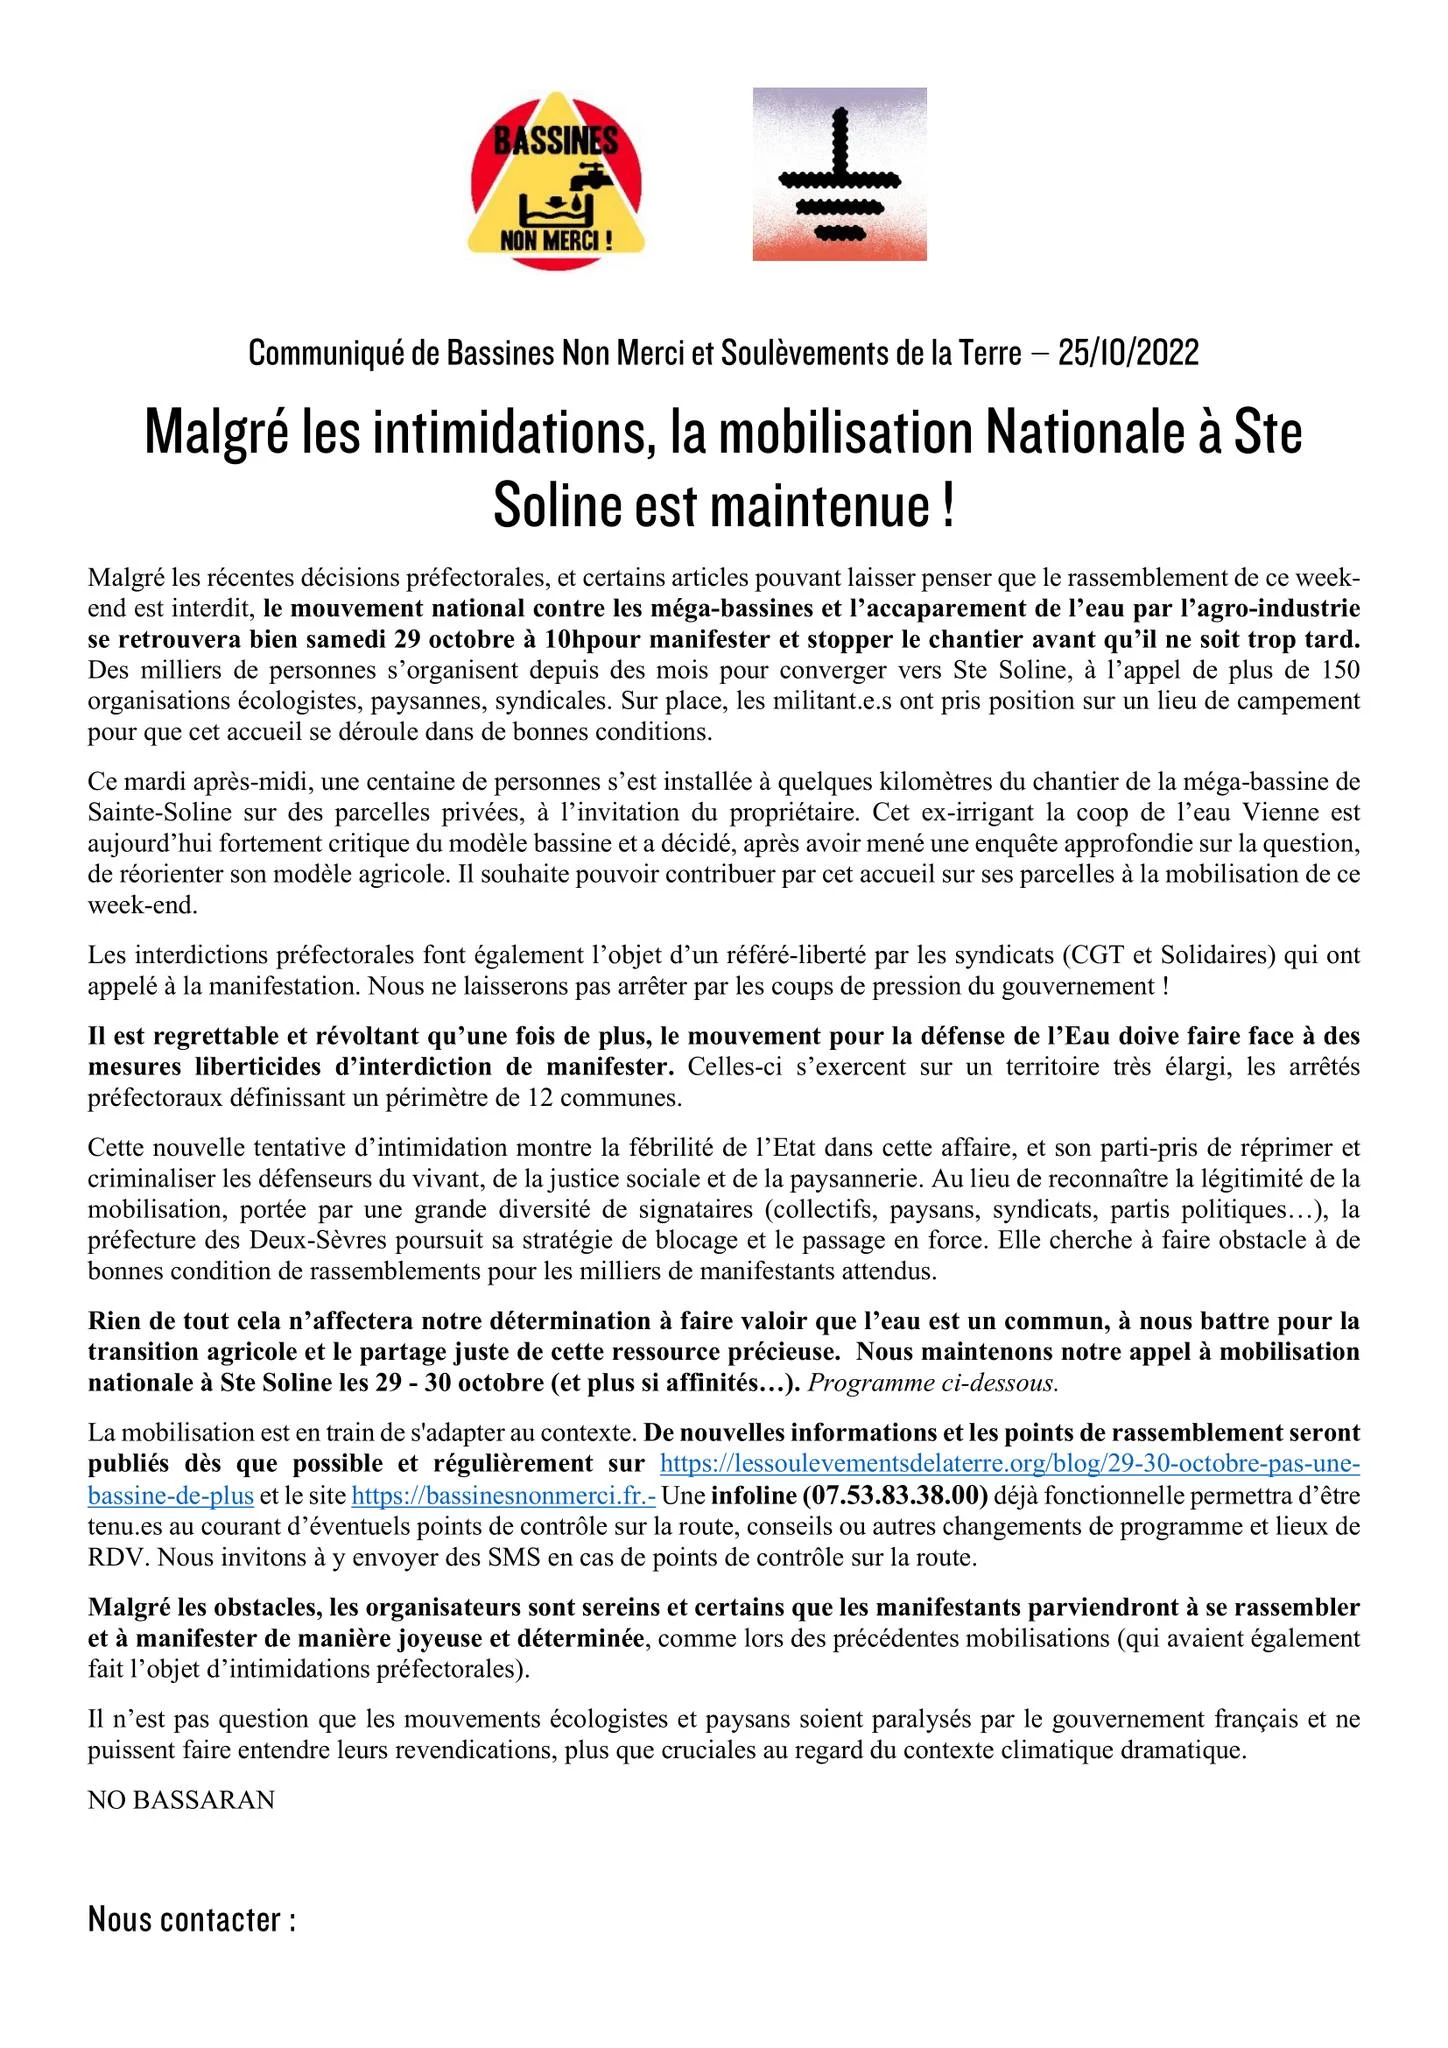 BASSINES
NON MERCI !
Communiqué de Bassines Non Merci et Soulèvements de la Terre – 25/10/2022
Malgré les intimidations, la mobilisation Nationale à Ste
Soline est maintenue !
Malgré les récentes décisions préfectorales, et certains articles pouvant laisser penser que le rassemblement de ce week-
end est interdit, le mouvement national contre les méga-bassines et l’accaparement de l’eau par l’agro-industrie
se retrouvera bien samedi 29 octobre à 10hpour manifester et stopper le chantier avant qu’il ne soit trop tard.
Des milliers de personnes s’organisent depuis des mois pour converger vers Ste Soline, à l’appel de plus de 150
organisations écologistes, paysannes, syndicales. Sur place, les militant.e.s ont pris position sur un lieu de campement
pour que cet accueil se déroule dans de bonnes conditions.
Ce mardi après-midi, une centaine de personnes s’est installée à quelques kilomètres du chantier de la méga-bassine de
Sainte-Soline sur des parcelles privées, à l’invitation du propriétaire. Cet ex-irrigant la coop de l’eau Vienne est
aujourd’hui fortement critique du modèle bassine et a décidé, après avoir mené une enquête approfondie sur la question,
de réorienter son modèle agricole. Il souhaite pouvoir contribuer par cet accueil sur ses parcelles à la mobilisation de ce
week-end.
Les interdictions préfectorales font également l’objet d’un référé-liberté par les syndicats (CGT et Solidaires) qui ont
appelé à la manifestation. Nous ne laisserons pas arrêter par les coups de pression du gouvernement !
Il est regrettable et révoltant qu’une fois de plus, le mouvement pour la défense de l’Eau doive faire face à des
mesures liberticides d’interdiction de manifester. Celles-ci s’exercent sur un territoire très élargi, les arrêtés
préfectoraux définissant un périmètre de 12 communes.
Cette nouvelle tentative d’intimidation montre la fébrilité de l’Etat dans cette affaire, et son parti-pris de réprimer et
criminaliser les défenseurs du vivant, de la justice sociale et de la paysannerie. Au lieu de reconnaître la légitimité de la
mobilisation, portée par une grande diversité de signataires (collectifs, paysans, syndicats, partis politiques…), la
préfecture des Deux-Sèvres poursuit sa stratégie de blocage et le passage en force. Elle cherche à faire obstacle à de
bonnes condition de rassemblements pour les milliers de manifestants attendus.
Rien de tout cela n’affectera notre détermination à faire valoir que l’eau est un commun, à nous battre pour la
transition agricole et le partage juste de cette ressource précieuse.  Nous maintenons notre appel à mobilisation
nationale à Ste Soline les 29 - 30 octobre (et plus si affinités…). Programme ci-dessous.
La mobilisation est en train de s'adapter au contexte. De nouvelles informations et les points de rassemblement seront
publiés dès que possible et régulièrement sur https://lessoulevementsdelaterre.org/blog/29-30-octobre-pas-une-
bassine-de-plus et le site https://bassinesnonmerci.fr.- Une infoline (07.53.83.38.00) déjà fonctionnelle permettra d’être
tenu.es au courant d’éventuels points de contrôle sur la route, conseils ou autres changements de programme et lieux de
RDV. Nous invitons à y envoyer des SMS en cas de points de contrôle sur la route.
Malgré les obstacles, les organisateurs sont sereins et certains que les manifestants parviendront à se rassembler
et à manifester de manière joyeuse et déterminée, comme lors des précédentes mobilisations (qui avaient également
fait l’objet d’intimidations préfectorales).
Il n’est pas question que les mouvements écologistes et paysans soient paralysés par le gouvernement français et ne
puissent faire entendre leurs revendications, plus que cruciales au regard du contexte climatique dramatique.
NO BASSARAN
Nous contacter :